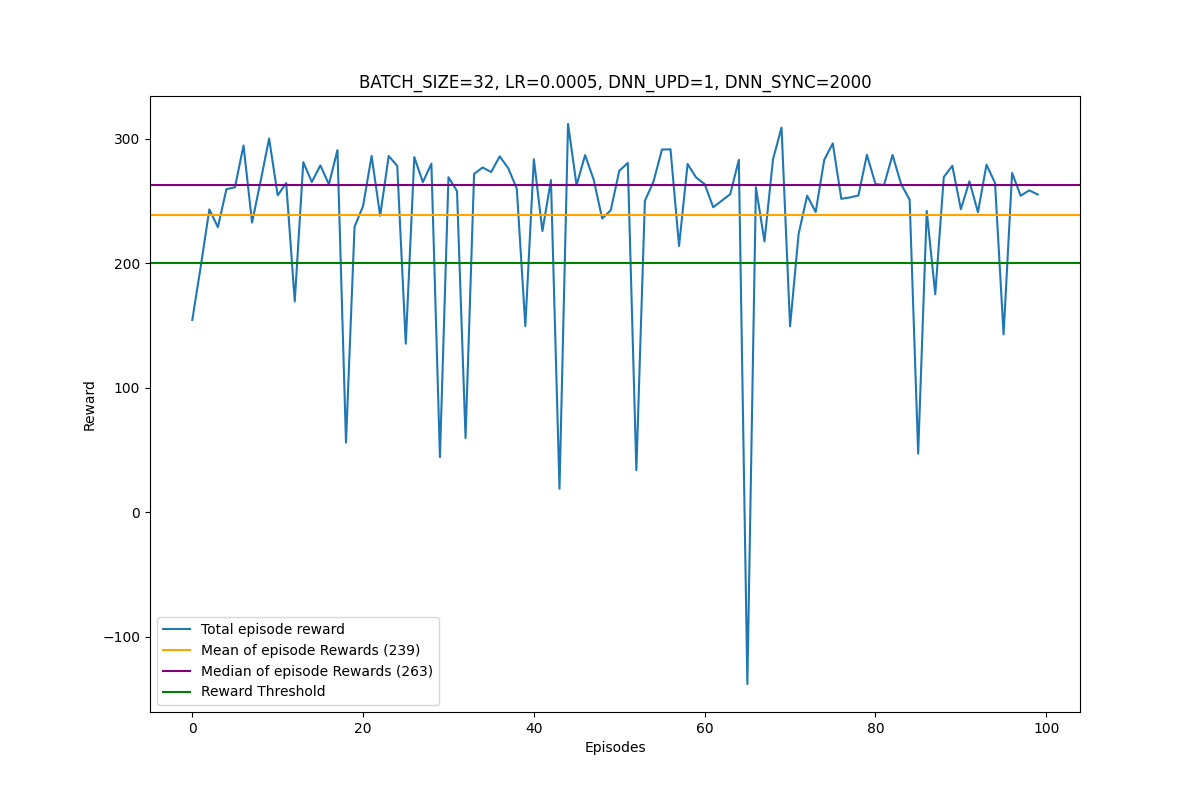 BATCH_SIZE=32, LR=0.0005, DNN_UPD=1, DNN_SYNC=2000
300
200
100
0
−100
Reward
Total episode reward
Mean of episode Rewards (239)
Median of episode Rewards (263)
Reward Threshold
0 20 40 60 80 100
Episodes